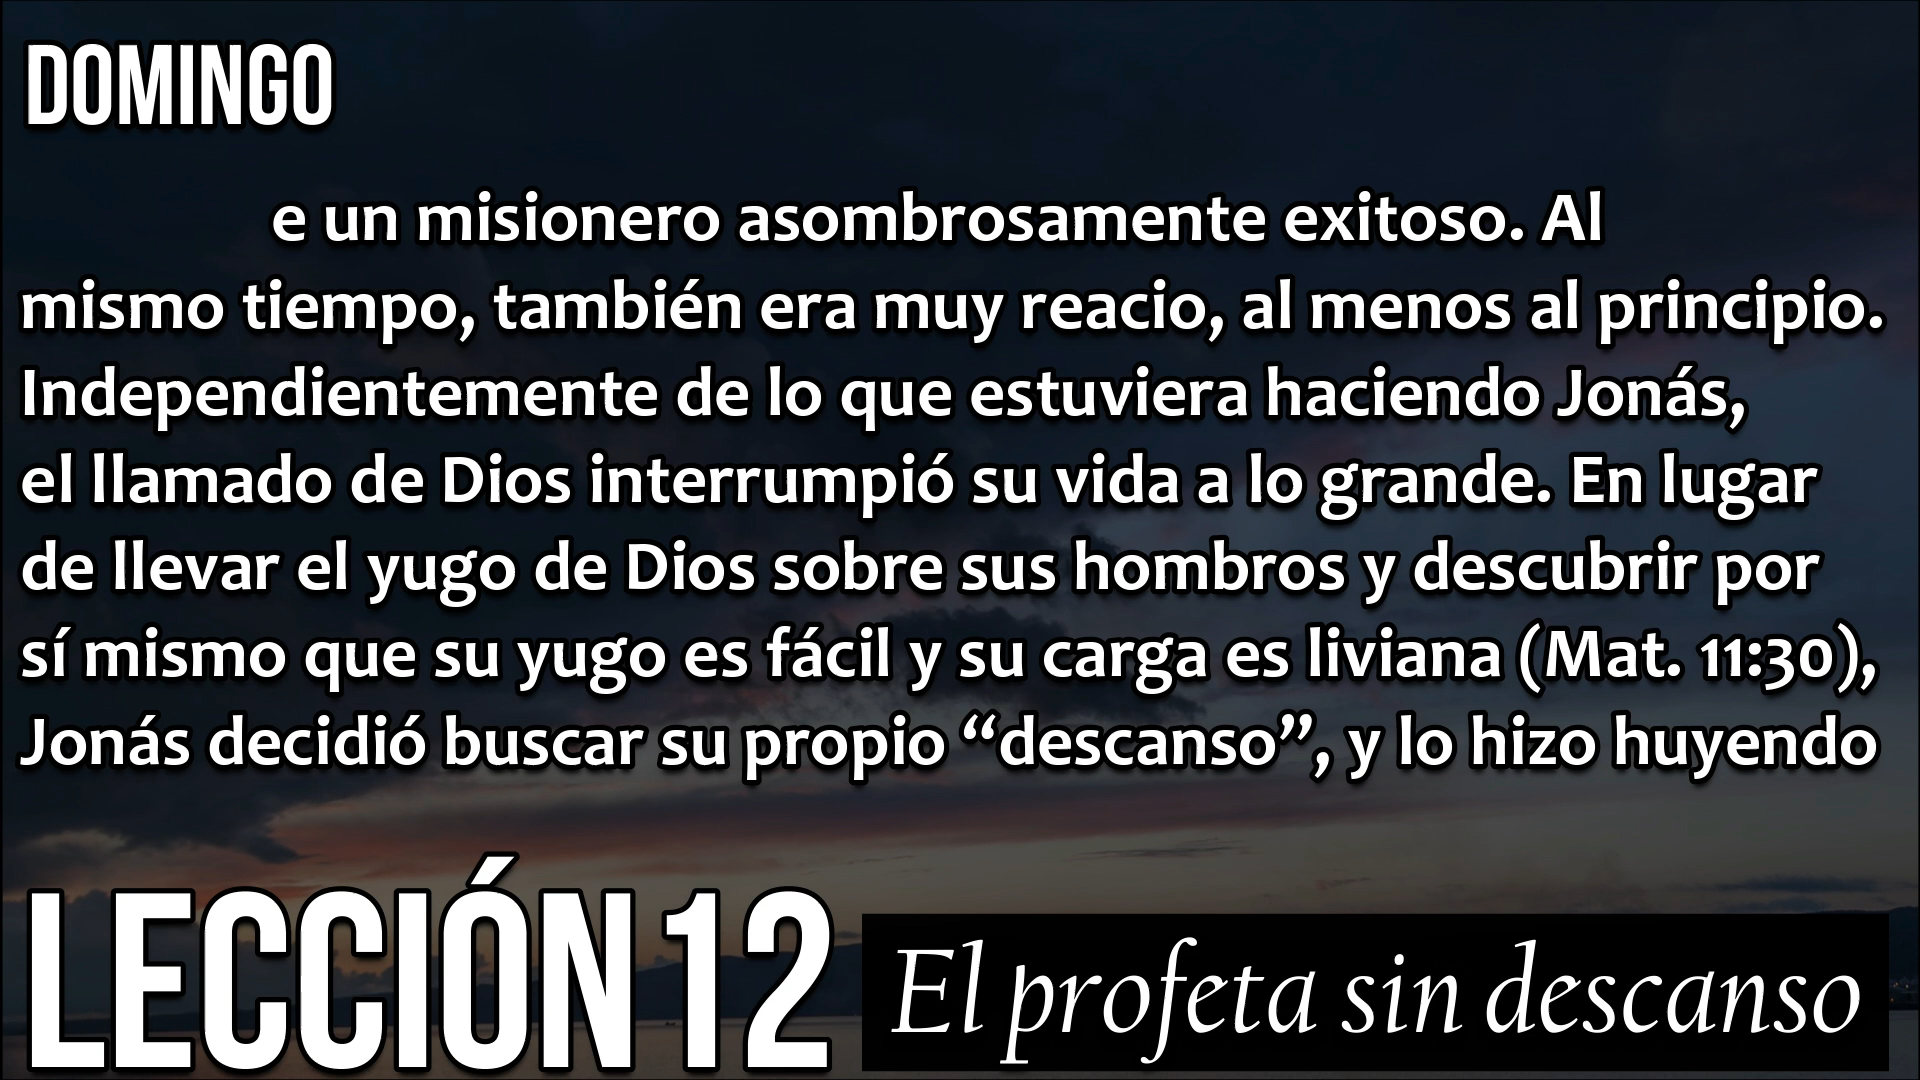 DOMINGO
e un misionero asombrosamente exitoso. Al
mismo tiempo, también era muy reacio, al menos al principio.
Independientemente de lo que estuviera haciendo Jonás,
el llamado de Dios interrumpió su vida a lo grande. En lugar
de llevar el yugo de Dios sobre sus hombros y descubrir por
sí mismo que su yugo es fácil y su carga es liviana (Mat. 11:30),
Jonás decidió buscar su propio “descanso”, y lo hizo huyendo
LECCIÓN 12
El profeta sin descanso